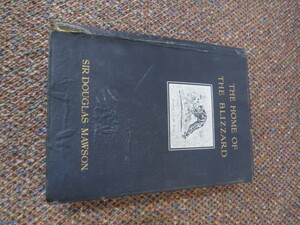 THE HOME OF
THE BLIZZARD
SIR DOUGLAS MAWSON